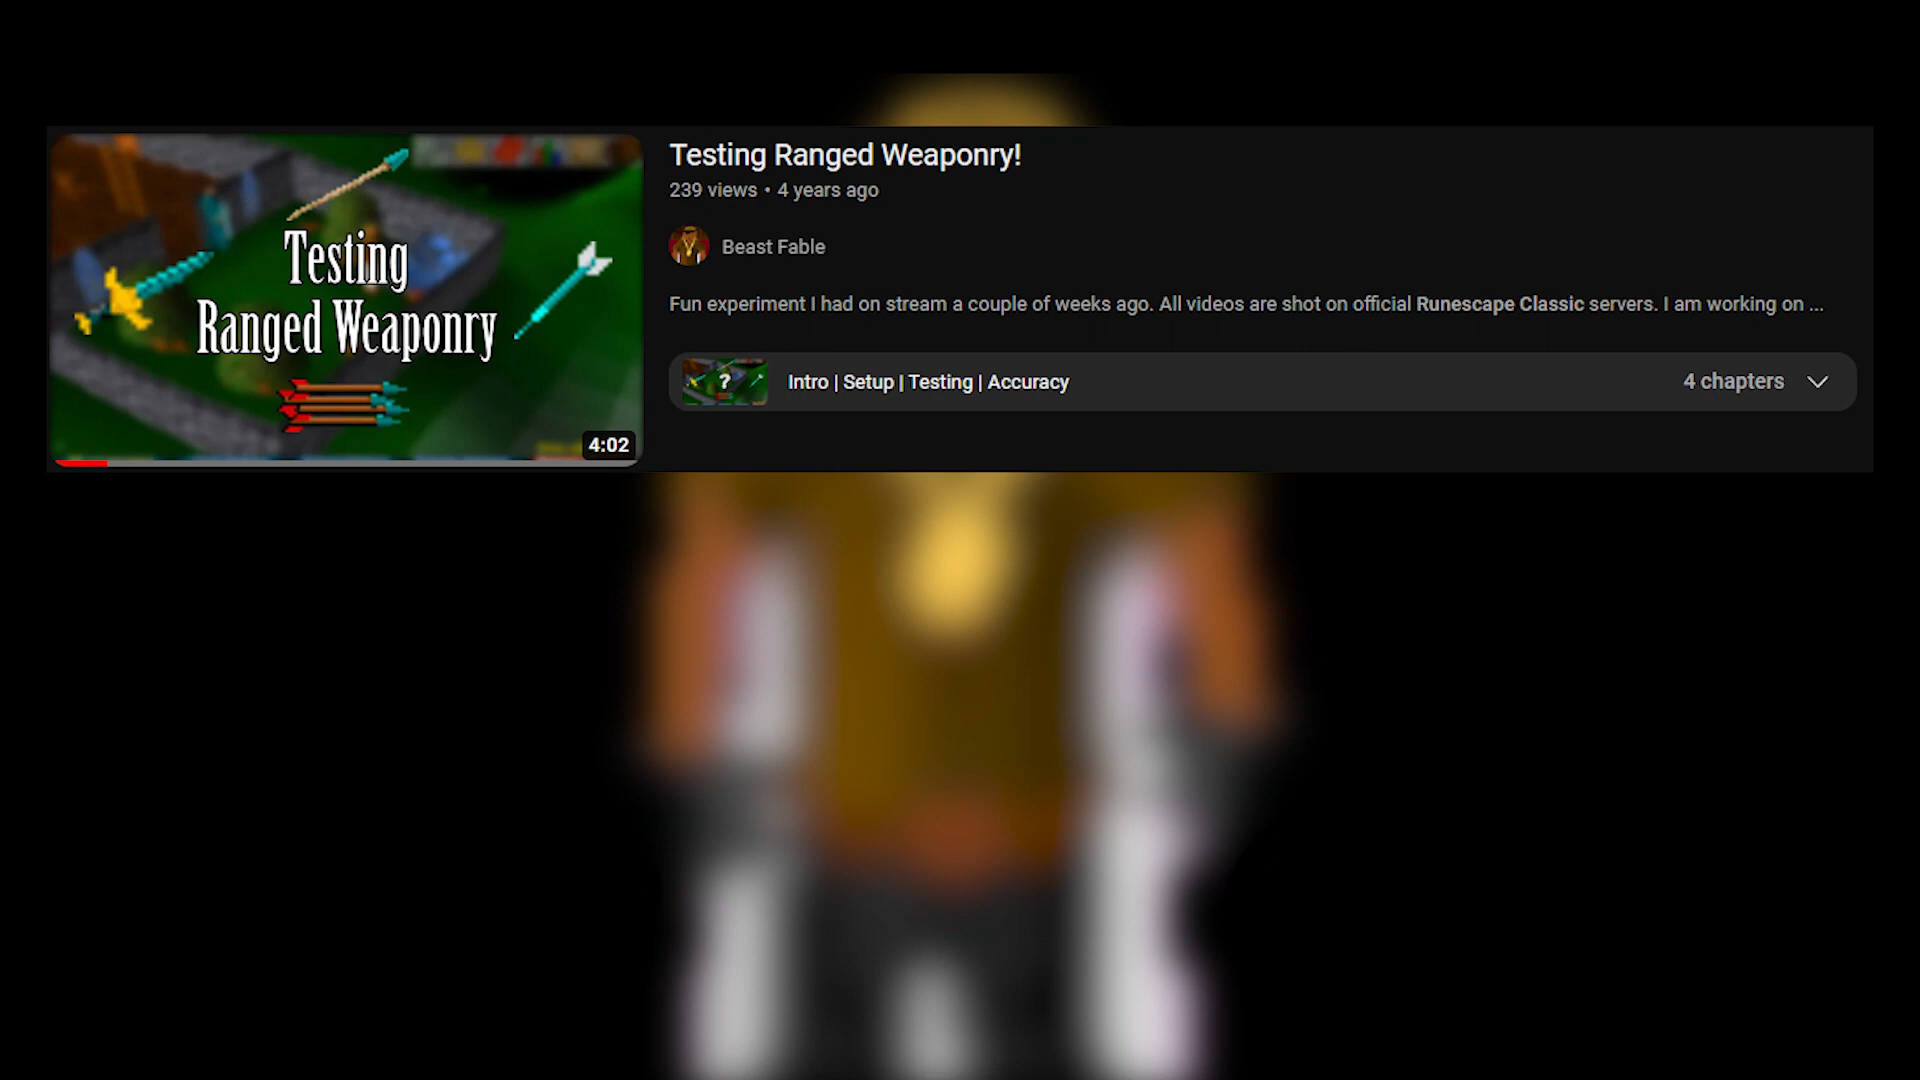 Testing
Ranged Weaponry
4:02
Testing Ranged Weaponry!
239 views • 4 years ago
Beast Fable
Fun experiment I had on stream a couple of weeks ago. All videos are shot on official Runescape Classic servers. I am working on ...
?
Intro | Setup | Testing | Accuracy
4 chapters